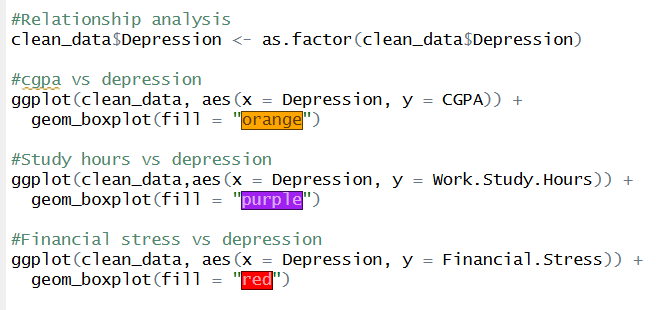 #Relationship analysis
clean_data$Depression <- as.factor(clean_data$Depression)
#cgpa vs depression
ggplot(clean_data, aes(x = Depression, y = CGPA)) +
  geom_boxplot(fill = "orange")
#Study hours vs depression
ggplot(clean_data,aes(x = Depression, y = Work.Study.Hours)) +
  geom_boxplot(fill = "purple")
#Financial stress vs depression
ggplot(clean_data, aes(x = Depression, y = Financial.Stress)) +
  geom_boxplot(fill = "red")